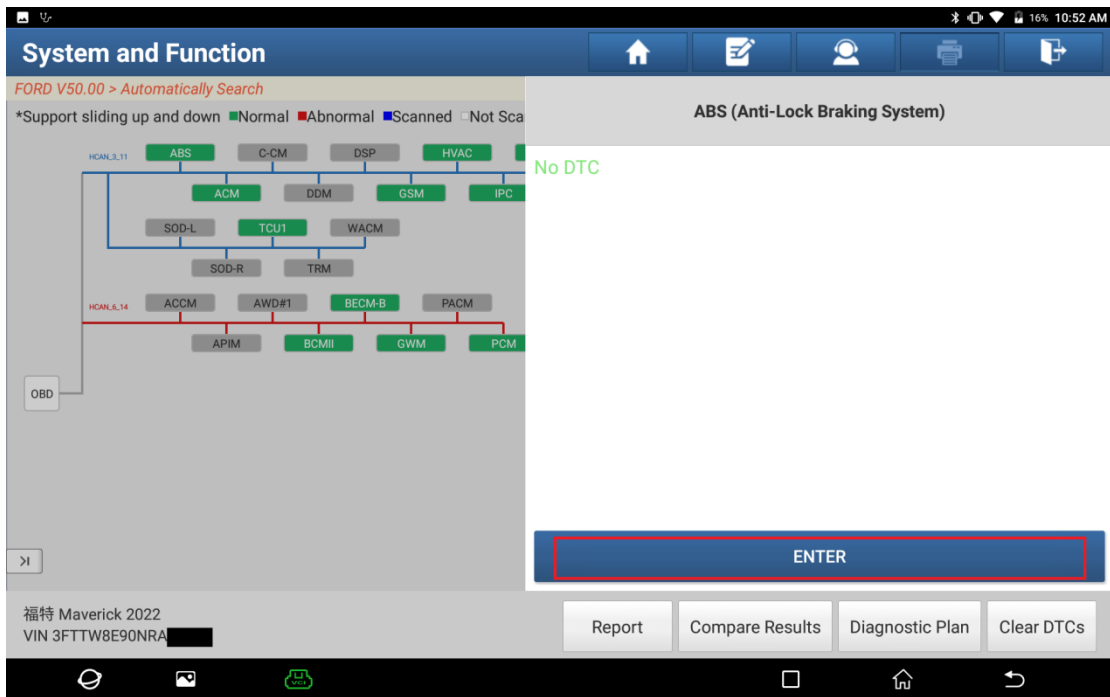 16% 10:52 AM
System and Function
FORD V50.00 > Automatically Search
*Support sliding up and down Normal Abnormal Scanned Not Sca
HCAN_3_11
ABS C-CM DSP HVAC
ACM DDM GSM IPC
SOD-L TCU1 WACM
SOD-R TRM
HCAN_6_14
ACCM AWD#1 BECM-B PACM
APIM BCMII GWM PCM
OBD
ABS (Anti-Lock Braking System)
No DTC
ENTER
福特 Maverick 2022
VIN 3FTTW8E90NRA
Report Compare Results Diagnostic Plan Clear DTCs
VCI